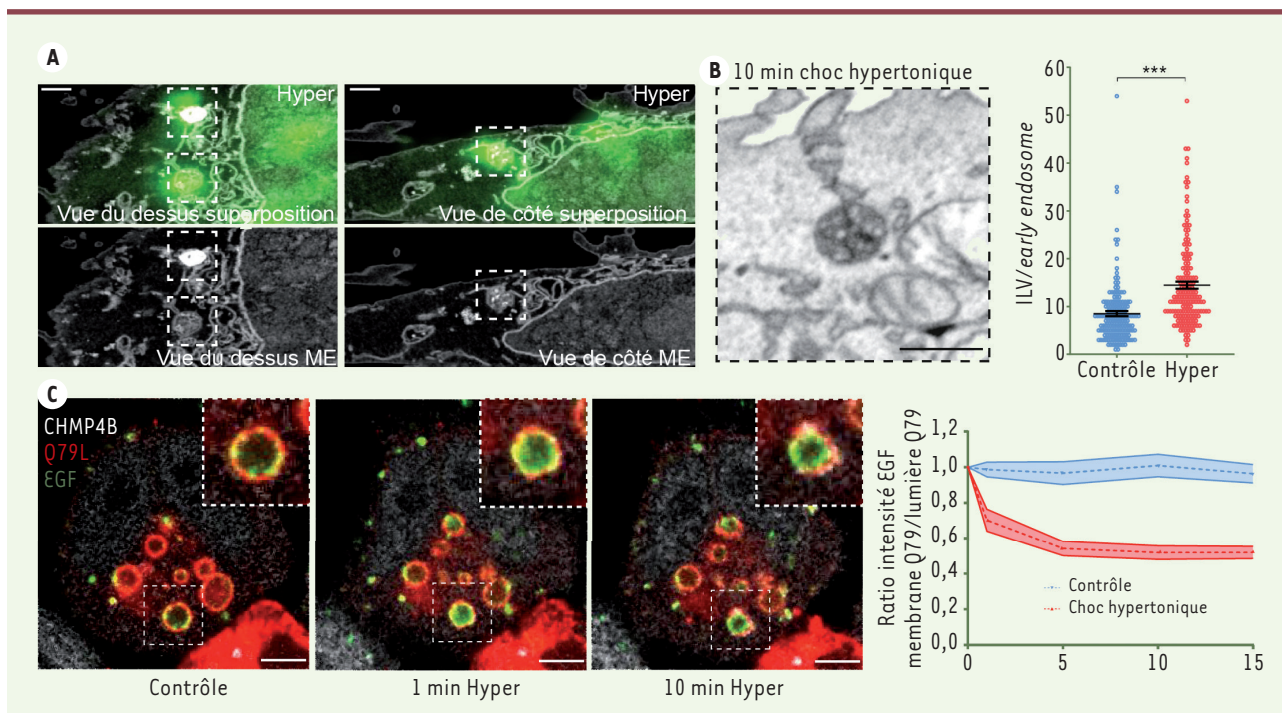 A
Hyper
Vue du dessus superposition
Hyper
Vue de côté superposition
Vue du dessus ME
Vue de côté ME
B 10 min choc hypertonique
ILV/early endosome
60
50
40
30
20
10
0
***
Contrôle Hyper
C
CHMP4B
Q79L
EGF
Contrôle
1 min Hyper
10 min Hyper
Ratio intensité EGF
membrane Q79/lumière Q79
1,2
1,0
0,8
0,6
0,4
0,2
0,0
Contrôle
Choc hypertonique
0 5 10 15